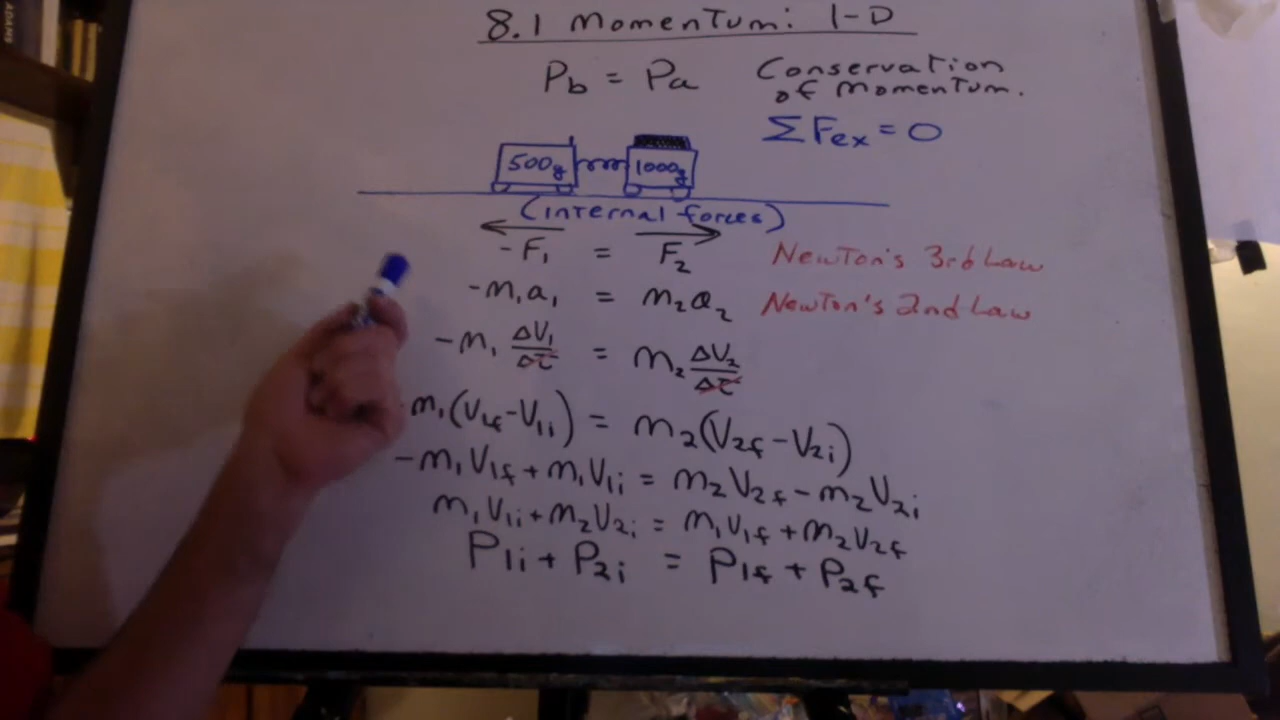 8.1 Momentum: 1-D
Pb = Pa
Conservation
of momentum.
ΣFex = 0
500g 1000g
(internal forces)
-F₁ = F₂ Newton's 3rd Law
-m₁a₁ = m₂a₂ Newton's 2nd Law
-m₁ ΔV₁/Δt = m₂ ΔV₂/Δt
m₁(V₁f - V₁i) = m₂(V₂f - V₂i)
-m₁V₁f + m₁V₁i = m₂V₂f - m₂V₂i
m₁V₁i + m₂V₂i = m₁V₁f + m₂V₂f
P₁i + P₂i = P₁f + P₂f
ADAMS